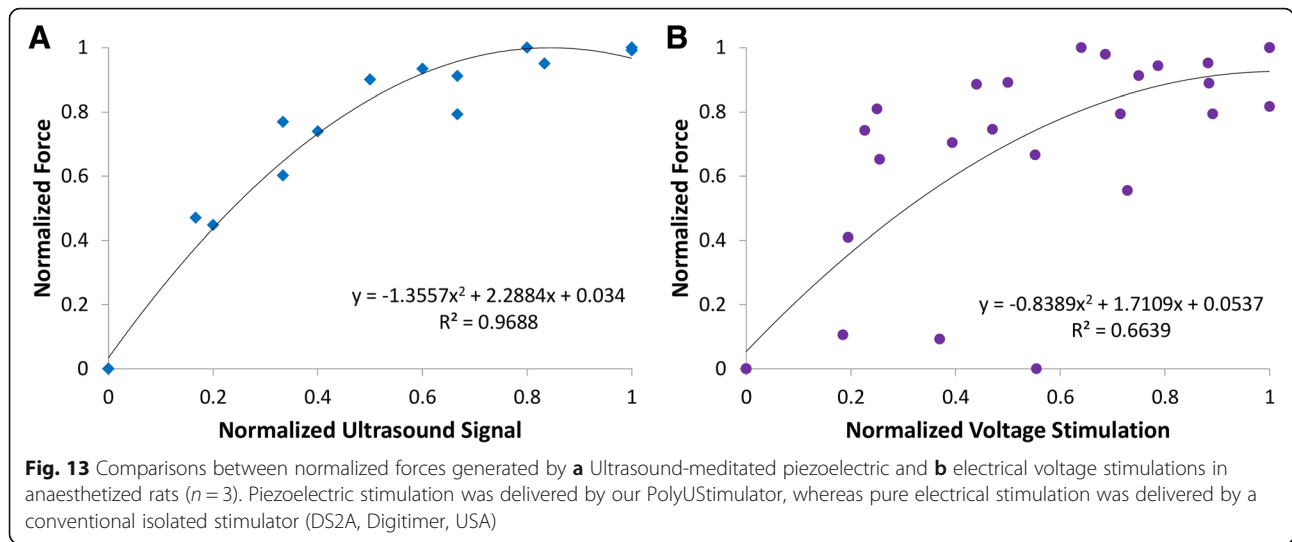 A
B
Normalized Force
1
0.8
0.6
0.4
0.2
0
0 0.2 0.4 0.6 0.8 1
y = -1.3557x² + 2.2884x + 0.034
R² = 0.9688
Normalized Ultrasound Signal
Normalized Force
1
0.8
0.6
0.4
0.2
0
0 0.2 0.4 0.6 0.8 1
y = -0.8389x² + 1.7109x + 0.0537
R² = 0.6639
Normalized Voltage Stimulation
Fig. 13 Comparisons between normalized forces generated by a Ultrasound-meditated piezoelectric and b electrical voltage stimulations in
anaesthetized rats (n = 3). Piezoelectric stimulation was delivered by our PolyUStimulator, whereas pure electrical stimulation was delivered by a
conventional isolated stimulator (DS2A, Digitimer, USA)